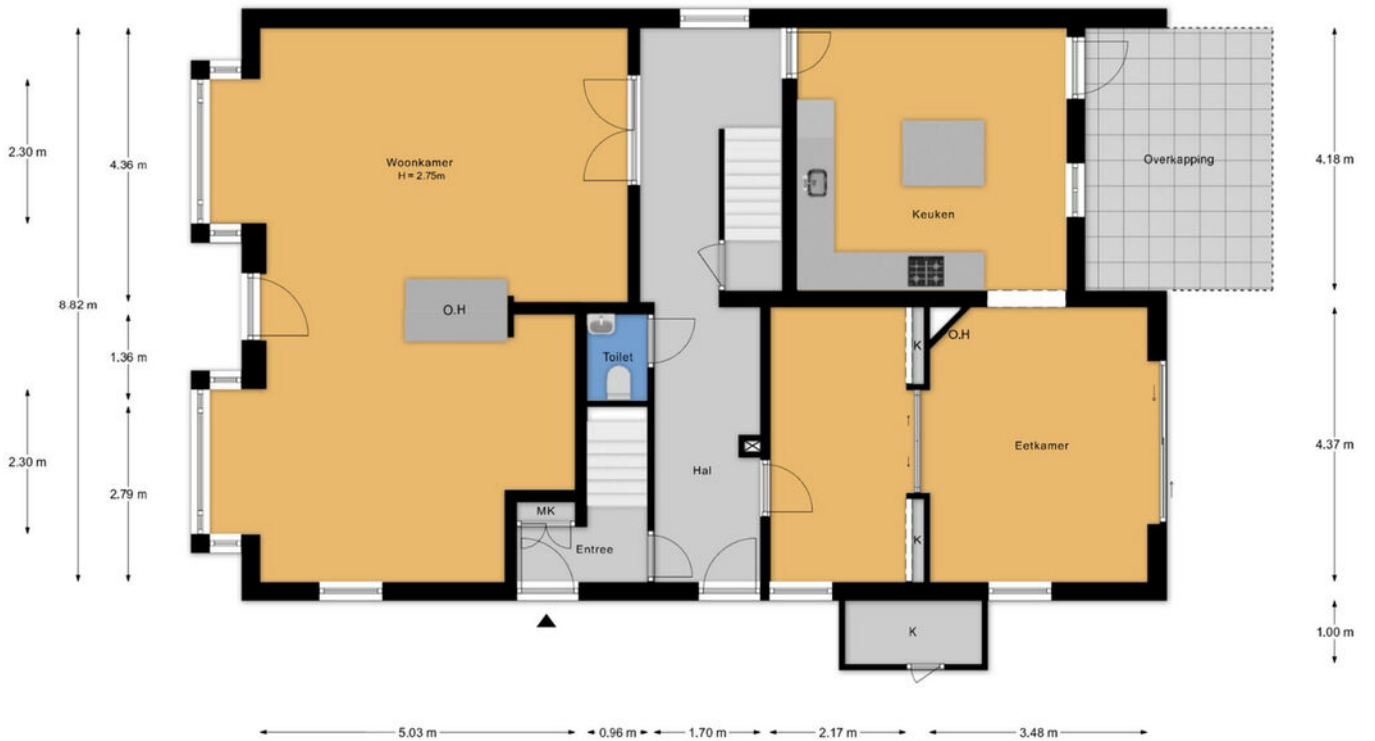 2.30 m
4.36 m
8.82 m
1.36 m
2.30 m
2.79 m
Woonkamer
H = 2.75m
O.H
Toilet
MK
Entree
Hal
Keuken
Overkapping
K
O.H
Eetkamer
K
K
4.18 m
4.37 m
1.00 m
5.03 m
0.96 m
1.70 m
2.17 m
3.48 m